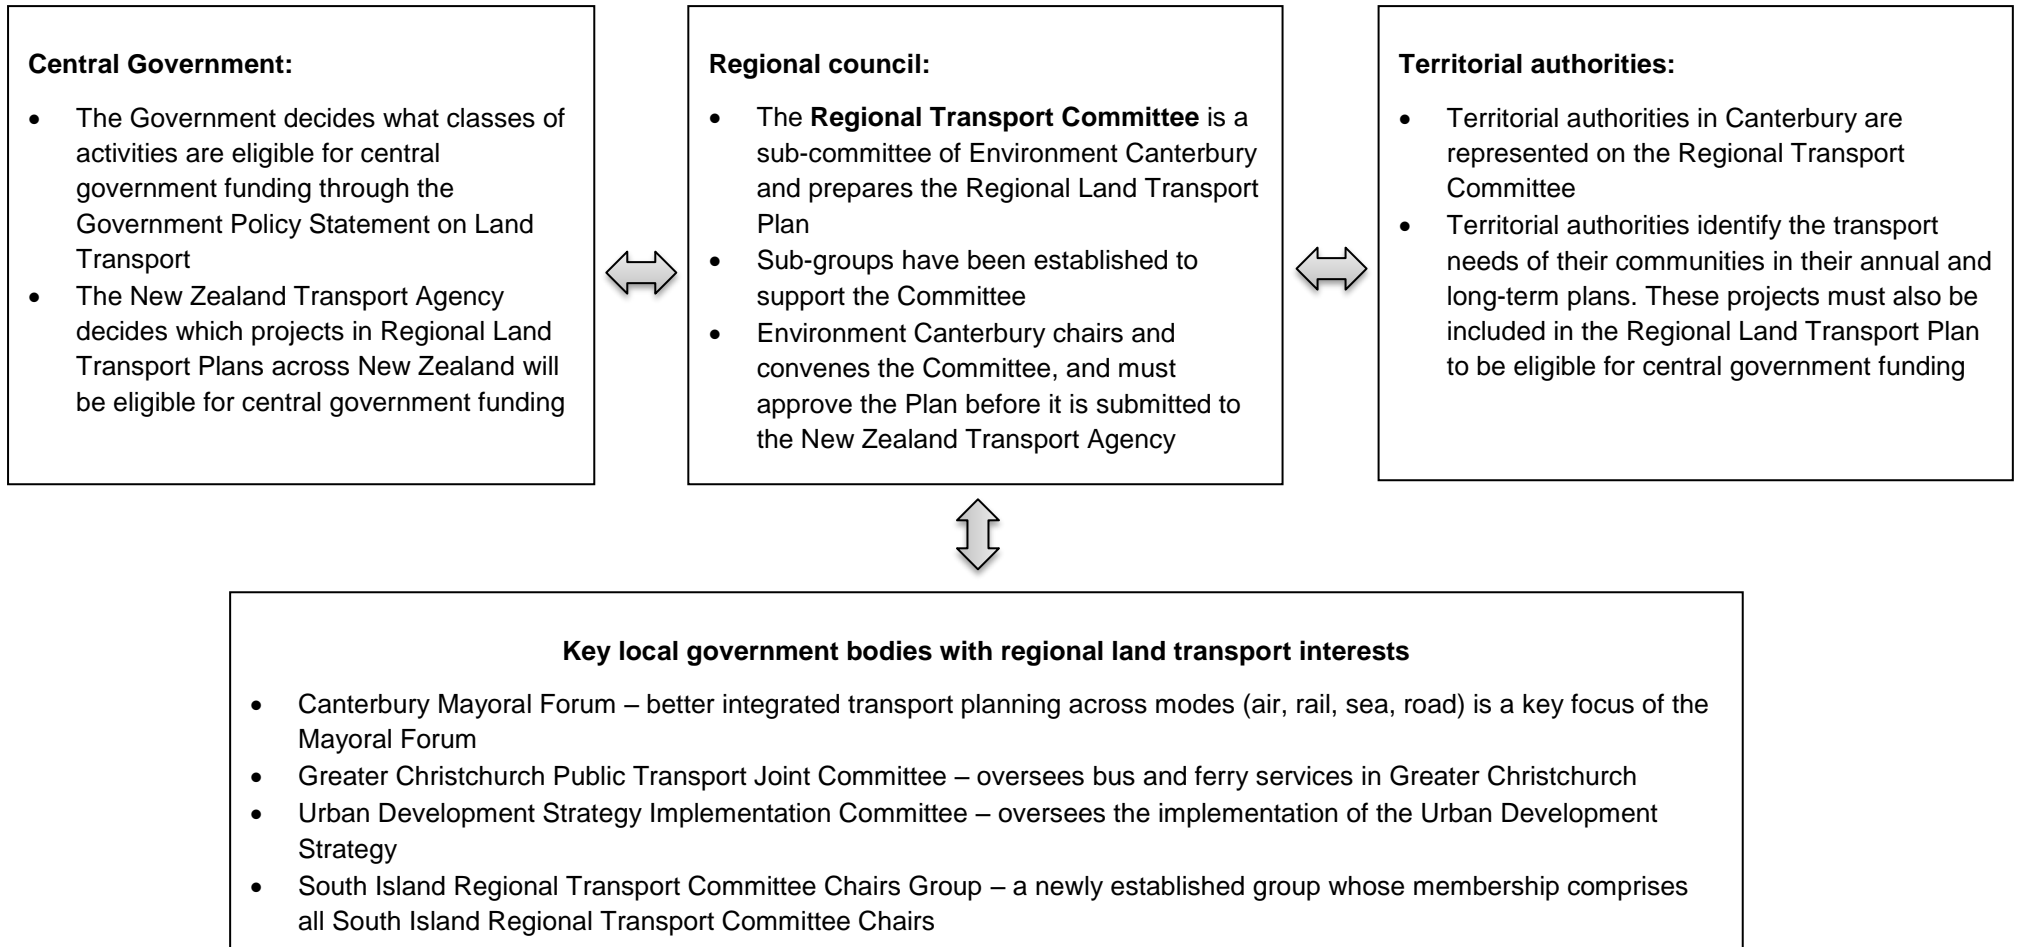 Central Government:
• The Government decides what classes of
activities are eligible for central
government funding through the
Government Policy Statement on Land
Transport
• The New Zealand Transport Agency
decides which projects in Regional Land
Transport Plans across New Zealand will
be eligible for central government funding
Regional council:
• The Regional Transport Committee is a
sub-committee of Environment Canterbury
and prepares the Regional Land Transport
Plan
• Sub-groups have been established to
support the Committee
• Environment Canterbury chairs and
convenes the Committee, and must
approve the Plan before it is submitted to
the New Zealand Transport Agency
Territorial authorities:
• Territorial authorities in Canterbury are
represented on the Regional Transport
Committee
• Territorial authorities identify the transport
needs of their communities in their annual and
long-term plans. These projects must also be
included in the Regional Land Transport Plan
to be eligible for central government funding
Key local government bodies with regional land transport interests
• Canterbury Mayoral Forum – better integrated transport planning across modes (air, rail, sea, road) is a key focus of the
Mayoral Forum
• Greater Christchurch Public Transport Joint Committee – oversees bus and ferry services in Greater Christchurch
• Urban Development Strategy Implementation Committee – oversees the implementation of the Urban Development
Strategy
• South Island Regional Transport Committee Chairs Group – a newly established group whose membership comprises
all South Island Regional Transport Committee Chairs